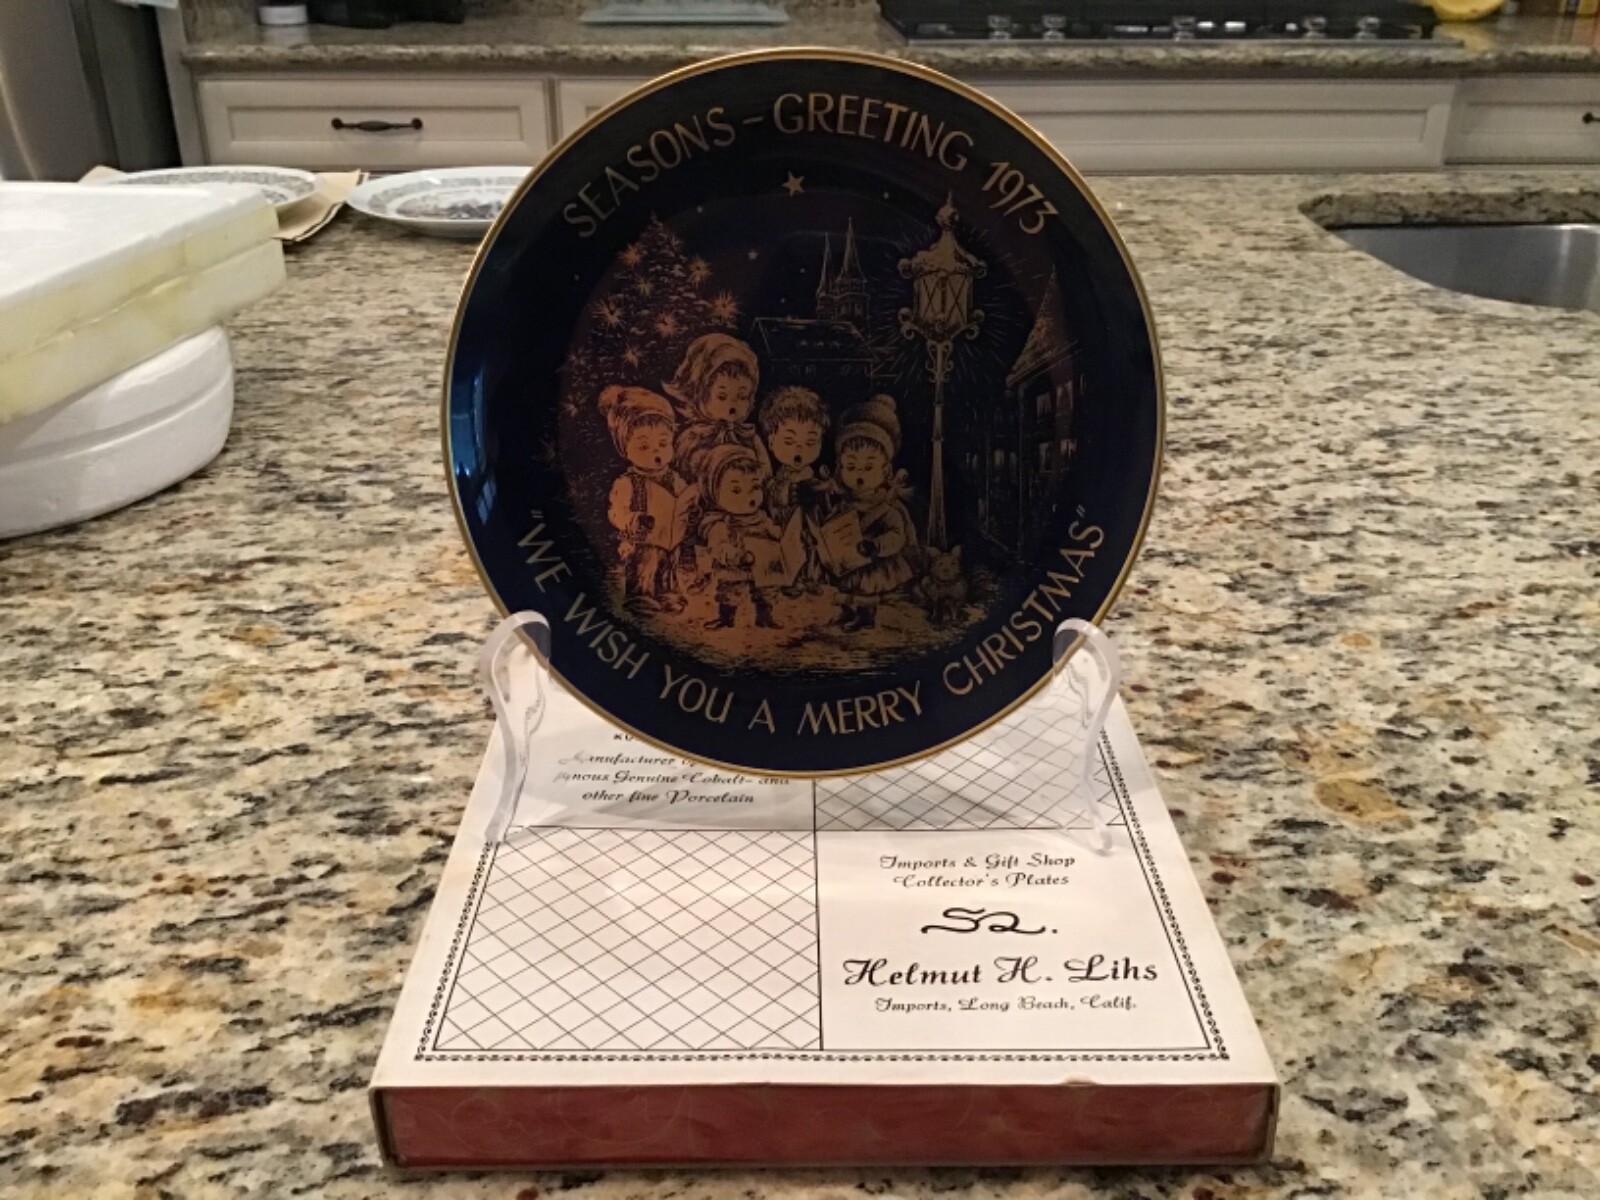 SEASONS - GREETING 1973
"WE WISH YOU A MERRY CHRISTMAS"
Manufacturer
Genuine Cobalt- and
other fine Porcelain
Imports & Gift Shop
Collector's Plates
Helmut H. Lihs
Imports, Long Beach, Calif.